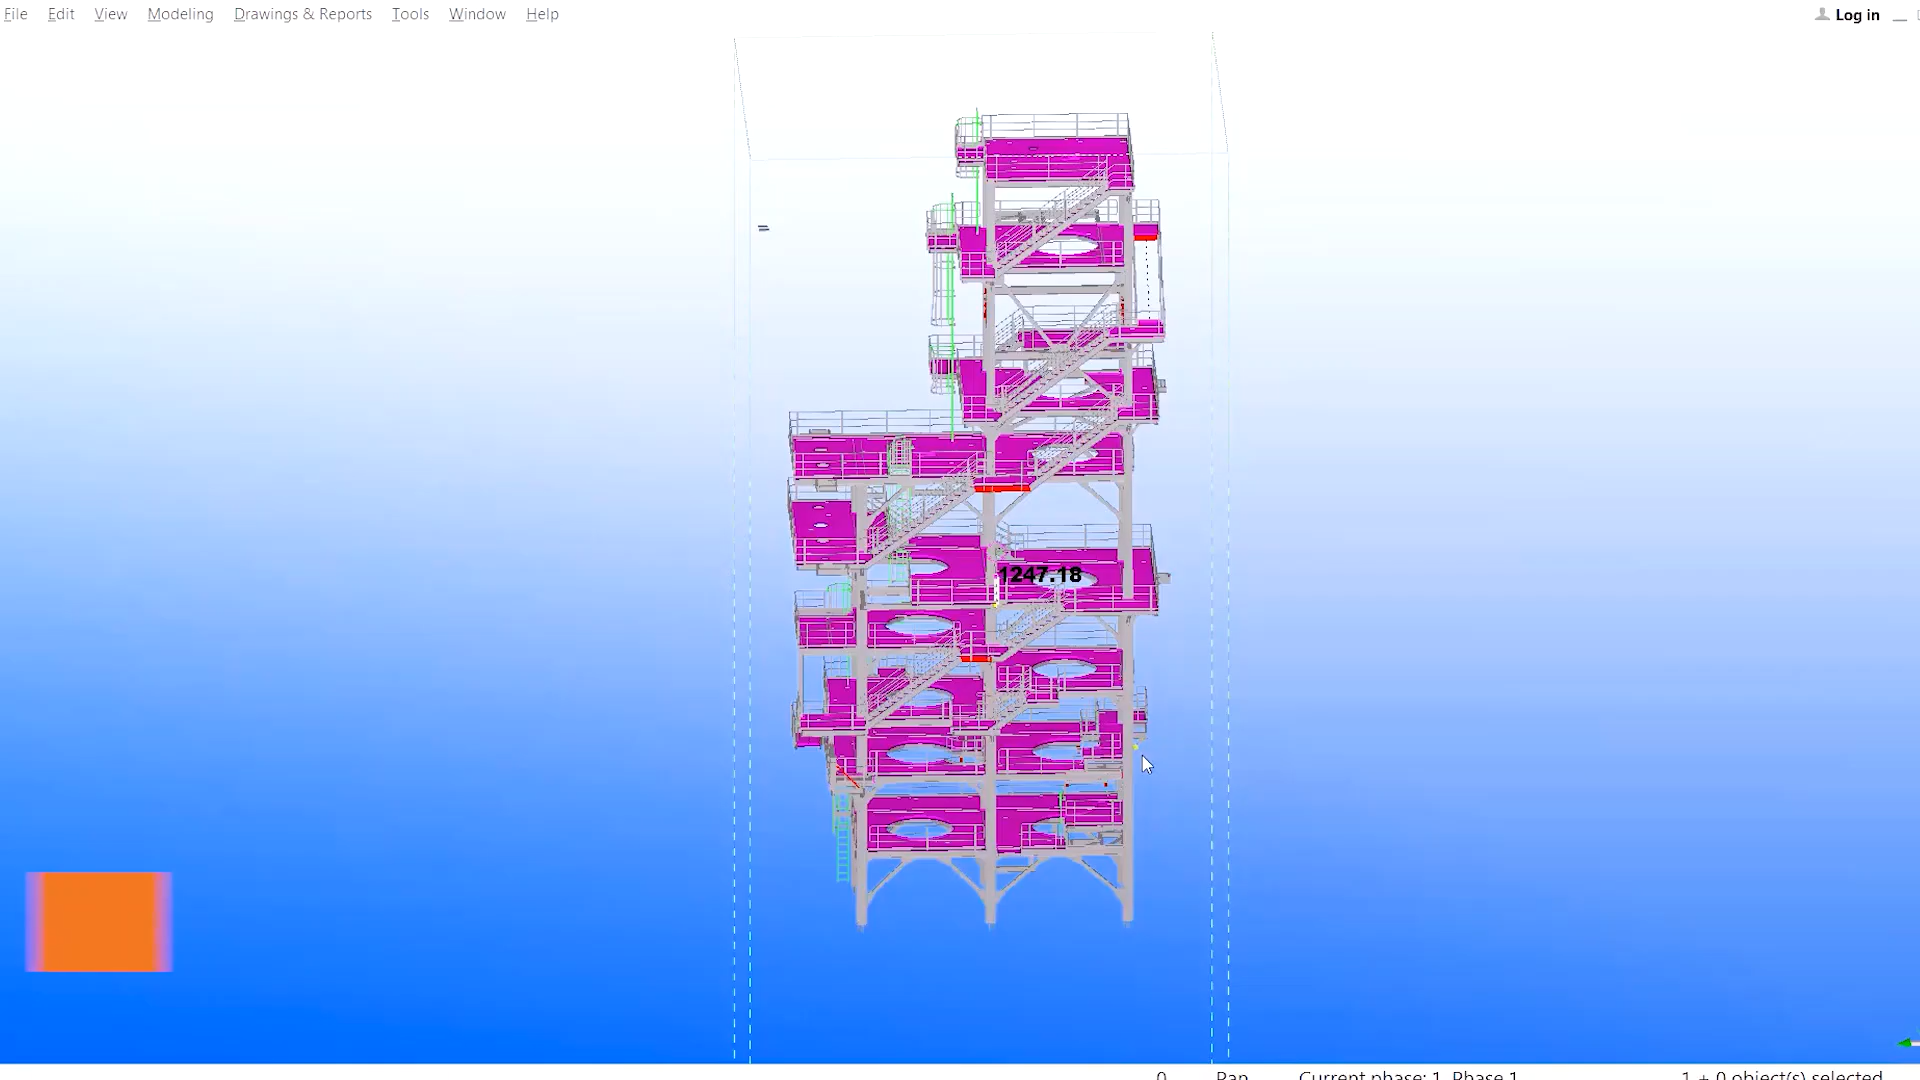 File Edit View Modeling Drawings & Reports Tools Window Help
Log in
1247.18
0 Pan Current phase: 1, Phase 1 1 + 0 object(s) selected